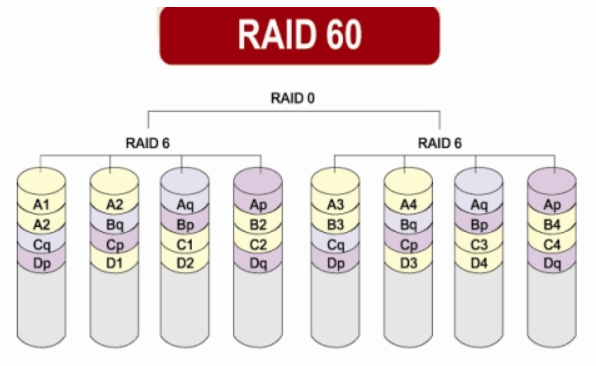 RAID 60
RAID 0
RAID 6 RAID 6
A1 A2 Aq Ap A3 A4 Aq Ap
A2 Bq Bp B2 B3 Bq Bp B4
Cq Cp C1 C2 Cq Cp C3 C4
Dp D1 D2 Dq Dp D3 D4 Dq